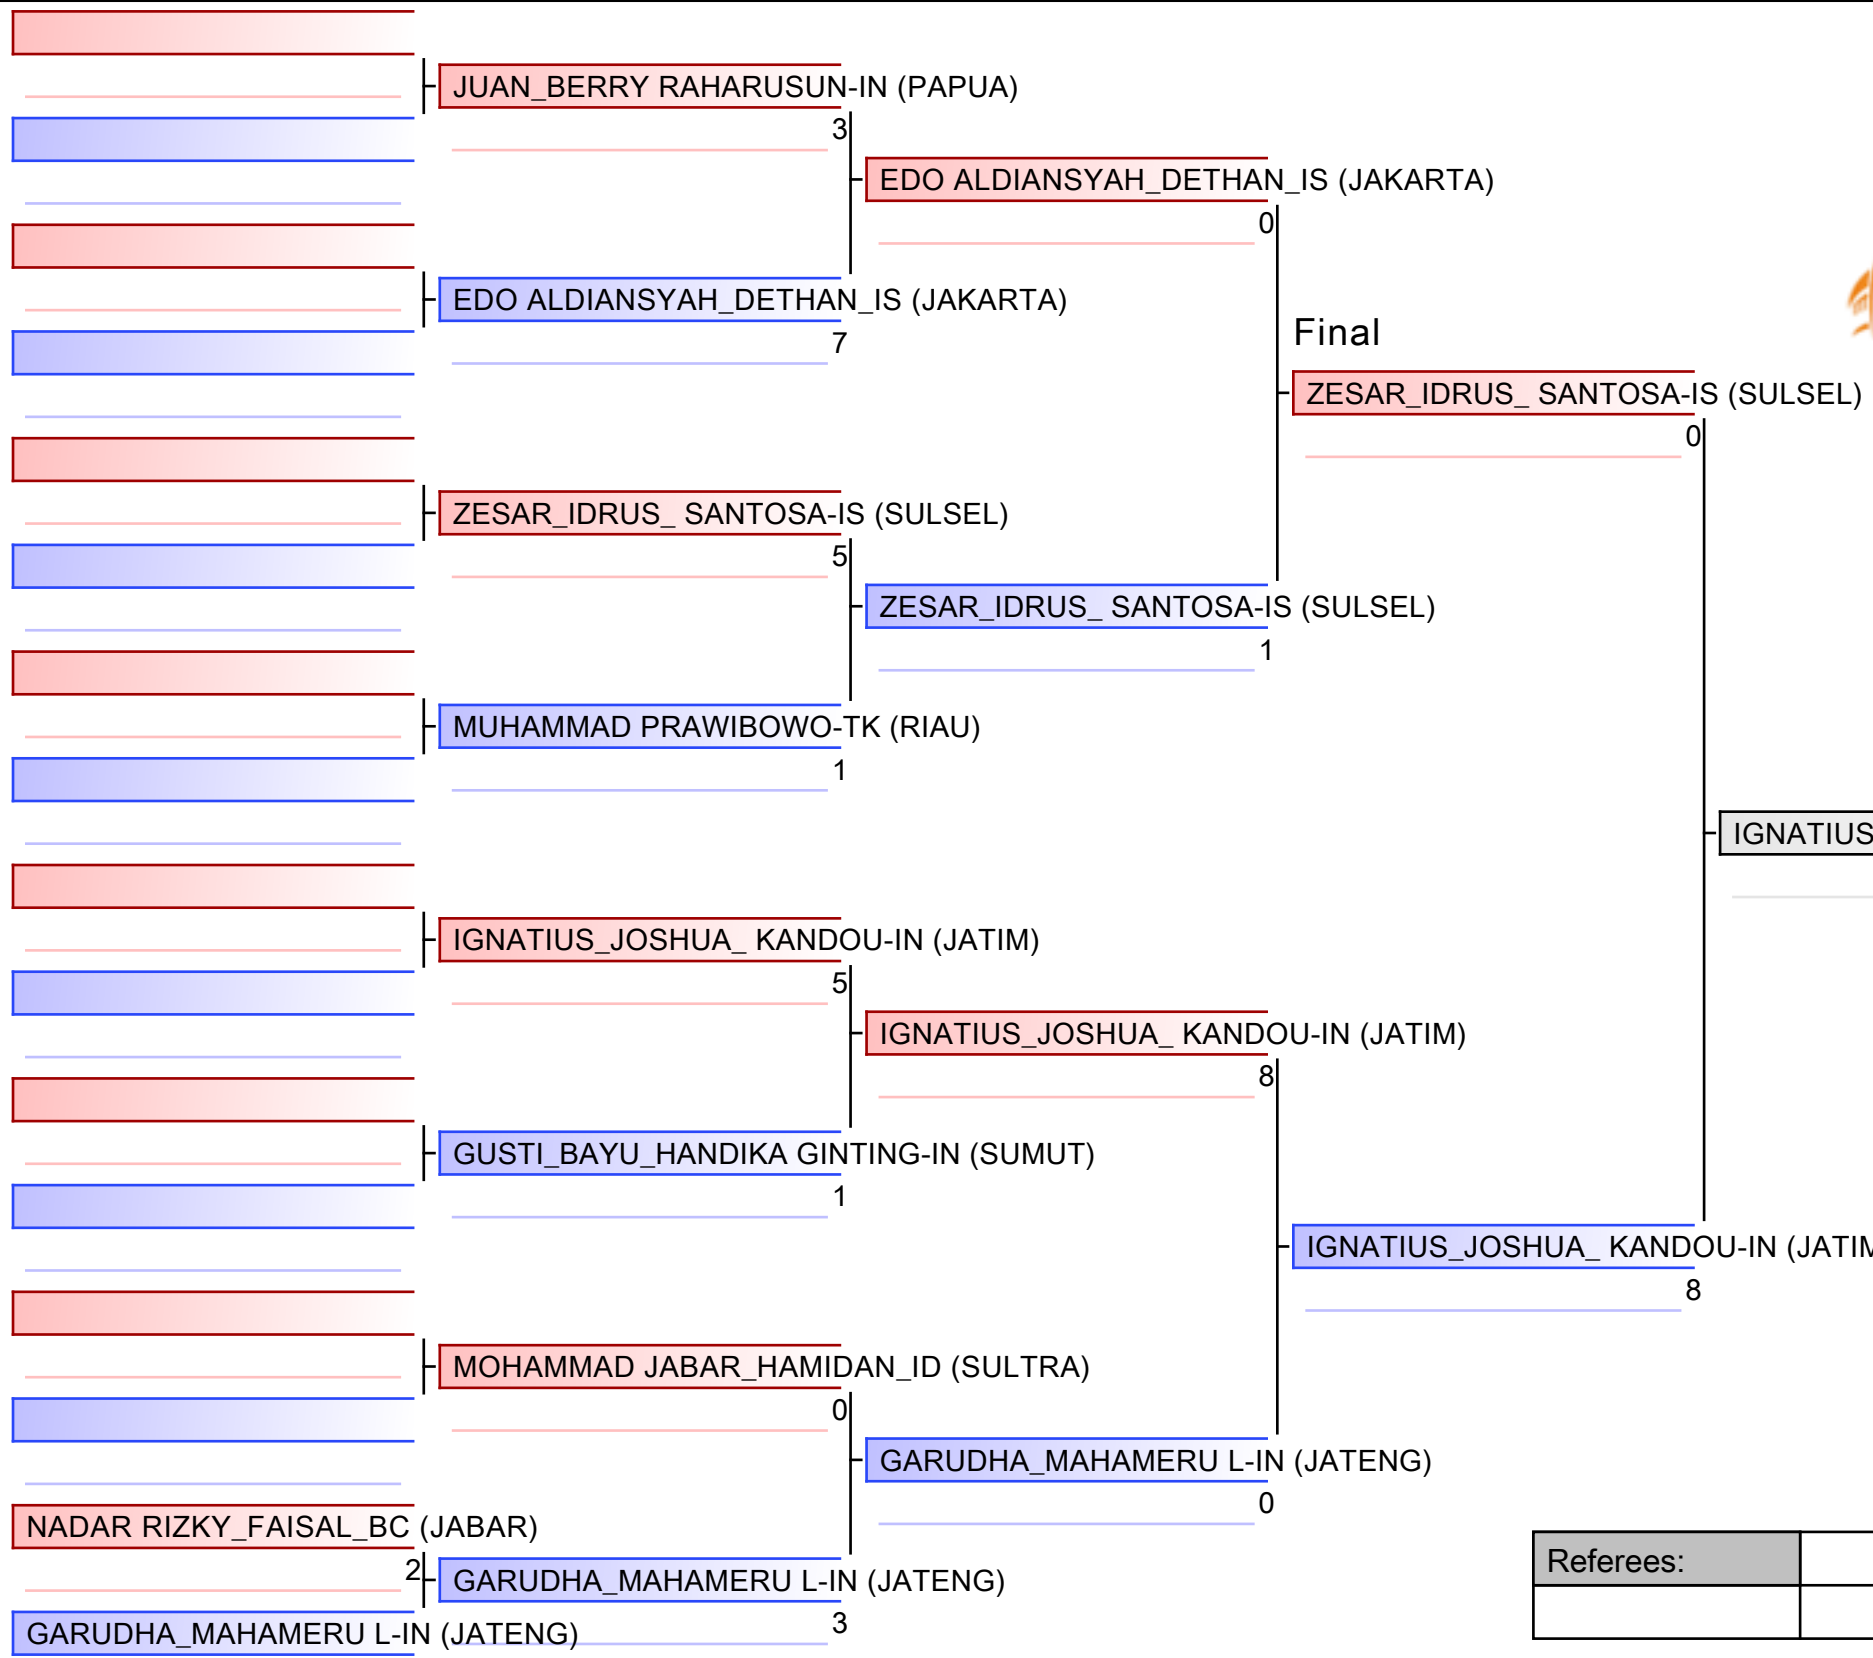 JUAN_BERRY RAHARUSUN-IN (PAPUA)
3
EDO ALDIANSYAH_DETHAN_IS (JAKARTA)
0
EDO ALDIANSYAH_DETHAN_IS (JAKARTA)
7
Final
ZESAR_IDRUS_ SANTOSA-IS (SULSEL)
0
ZESAR_IDRUS_ SANTOSA-IS (SULSEL)
5
ZESAR_IDRUS_ SANTOSA-IS (SULSEL)
1
MUHAMMAD PRAWIBOWO-TK (RIAU)
1
IGNATIUS
IGNATIUS_JOSHUA_ KANDOU-IN (JATIM)
5
IGNATIUS_JOSHUA_ KANDOU-IN (JATIM)
8
GUSTI_BAYU_HANDIKA GINTING-IN (SUMUT)
1
IGNATIUS_JOSHUA_ KANDOU-IN (JATIM
8
MOHAMMAD JABAR_HAMIDAN_ID (SULTRA)
0
GARUDHA_MAHAMERU L-IN (JATENG)
0
NADAR RIZKY_FAISAL_BC (JABAR)
2
GARUDHA_MAHAMERU L-IN (JATENG)
3
GARUDHA_MAHAMERU L-IN (JATENG)
Referees: